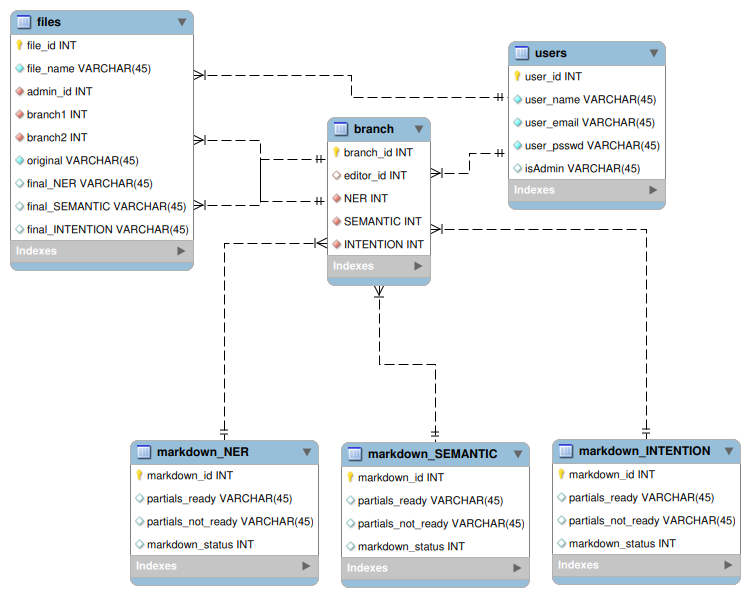 files
file_id INT
file_name VARCHAR(45)
admin_id INT
branch1 INT
branch2 INT
original VARCHAR(45)
final_NER VARCHAR(45)
final_SEMANTIC VARCHAR(45)
final_INTENTION VARCHAR(45)
Indexes
users
user_id INT
user_name VARCHAR(45)
user_email VARCHAR(45)
user_psswd VARCHAR(45)
isAdmin VARCHAR(45)
Indexes
branch
branch_id INT
editor_id INT
NER INT
SEMANTIC INT
INTENTION INT
Indexes
markdown_NER
markdown_id INT
partials_ready VARCHAR(45)
partials_not_ready VARCHAR(45)
markdown_status INT
Indexes
markdown_SEMANTIC
markdown_id INT
partials_ready VARCHAR(45)
partials_not_ready VARCHAR(45)
markdown_status INT
Indexes
markdown_INTENTION
markdown_id INT
partials_ready VARCHAR(45)
partials_not_ready VARCHAR(45)
markdown_status INT
Indexes